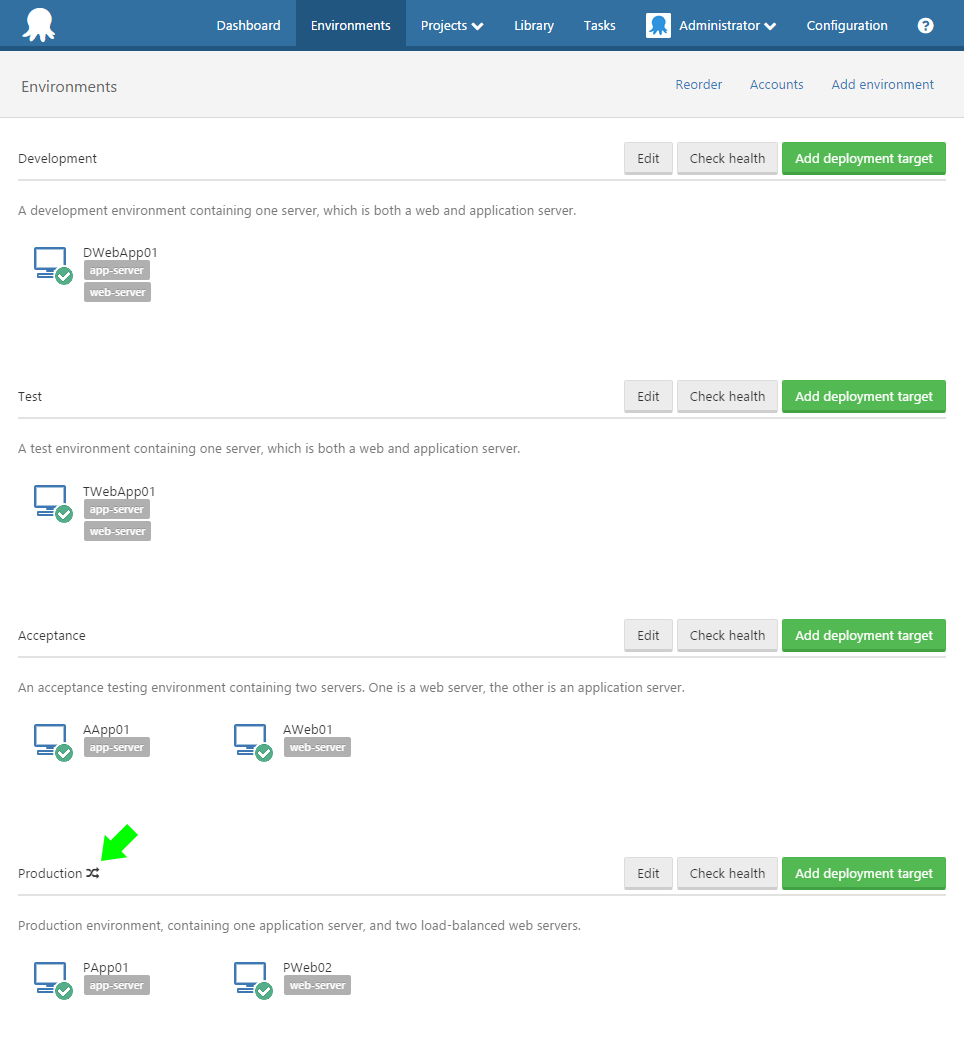 Dashboard Environments Projects Library Tasks Administrator Configuration ?
Environments Reorder Accounts Add environment
Development Edit Check health Add deployment target
A development environment containing one server, which is both a web and application server.
DWebApp01
app-server
web-server
Test Edit Check health Add deployment target
A test environment containing one server, which is both a web and application server.
TWebApp01
app-server
web-server
Acceptance Edit Check health Add deployment target
An acceptance testing environment containing two servers. One is a web server, the other is an application server.
AApp01 AWeb01
app-server web-server
Production Edit Check health Add deployment target
Production environment, containing one application server, and two load-balanced web servers.
PApp01 PWeb02
app-server web-server